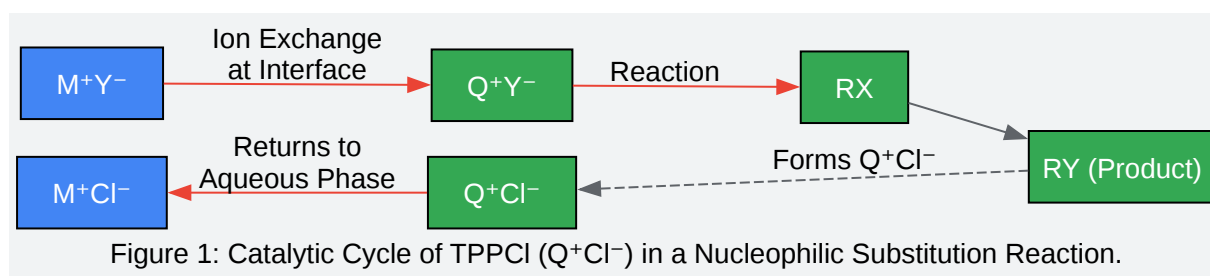 Ion Exchange
at Interface
M⁺Y⁻
Q⁺Y⁻
Reaction
RX
Returns to
Aqueous Phase
Forms Q⁺Cl⁻
M⁺Cl⁻
Q⁺Cl⁻
RY (Product)
Figure 1: Catalytic Cycle of TPPCl (Q⁺Cl⁻) in a Nucleophilic Substitution Reaction.